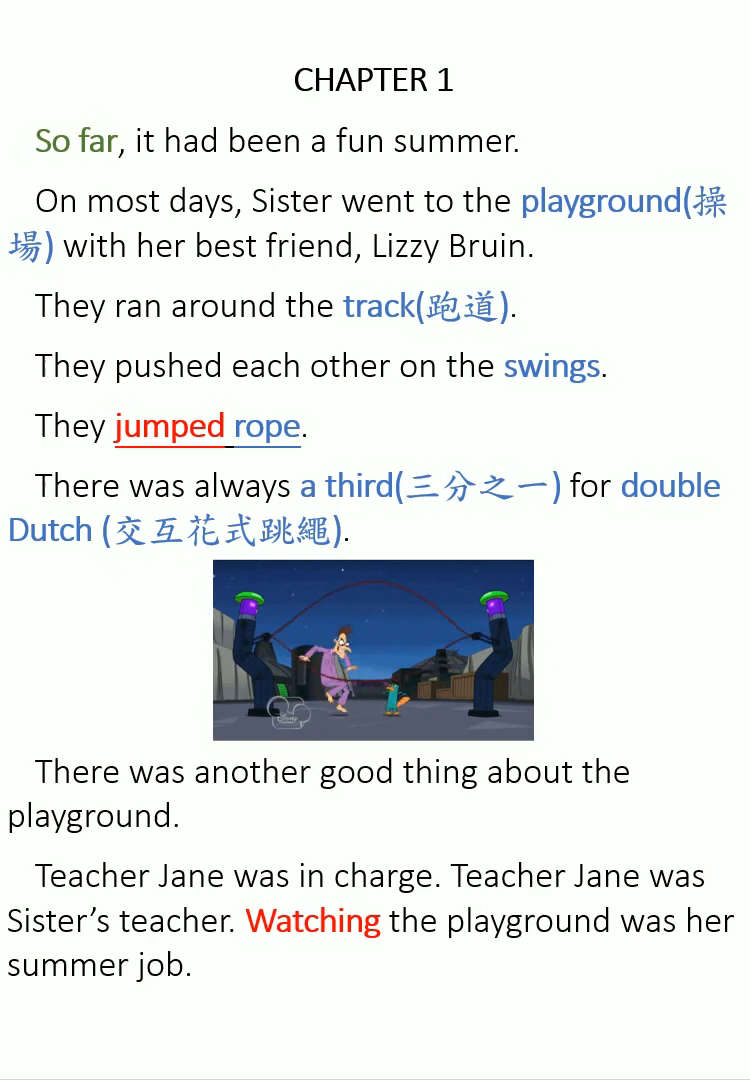 CHAPTER 1
So far, it had been a fun summer.
On most days, Sister went to the playground(操
場) with her best friend, Lizzy Bruin.
They ran around the track(跑道).
They pushed each other on the swings.
They jumped rope.
There was always a third(三分之一) for double
Dutch (交互花式跳繩).
Disney
There was another good thing about the
playground.
Teacher Jane was in charge. Teacher Jane was
Sister’s teacher. Watching the playground was her
summer job.